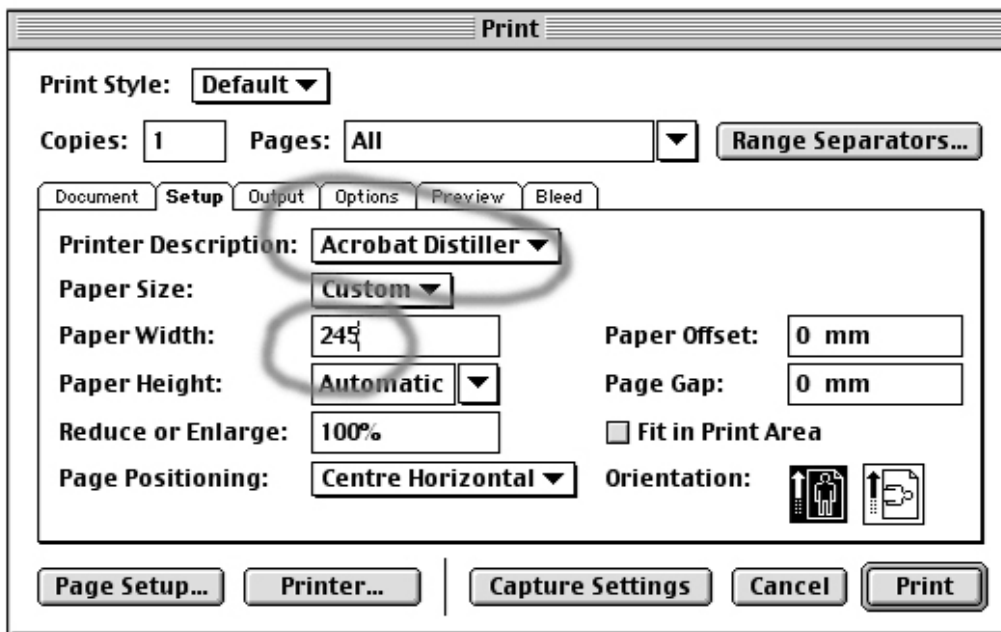 Print
Print Style: Default
Copies: 1 Pages: All Range Separators...
Document Setup Output Options Preview Bleed
Printer Description: Acrobat Distiller
Paper Size: Custom
Paper Width: 245 Paper Offset: 0 mm
Paper Height: Automatic Page Gap: 0 mm
Reduce or Enlarge: 100% Fit in Print Area
Page Positioning: Centre Horizontal Orientation:
Page Setup... Printer... Capture Settings Cancel Print